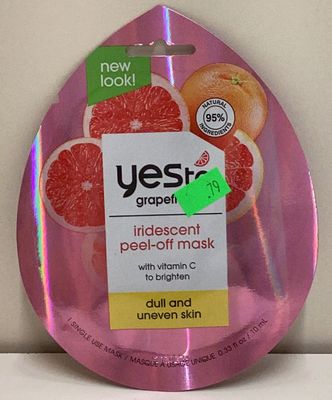 new
look!
NATURAL
95%
INGREDIENTS
yes to
.79
iridescent
peel-off mask
with vitamin C
to brighten
dull and
uneven skin
1 SINGLE USE MASK / MASQUE À USAGE UNIQUE 0.33 fl oz / 10 mL